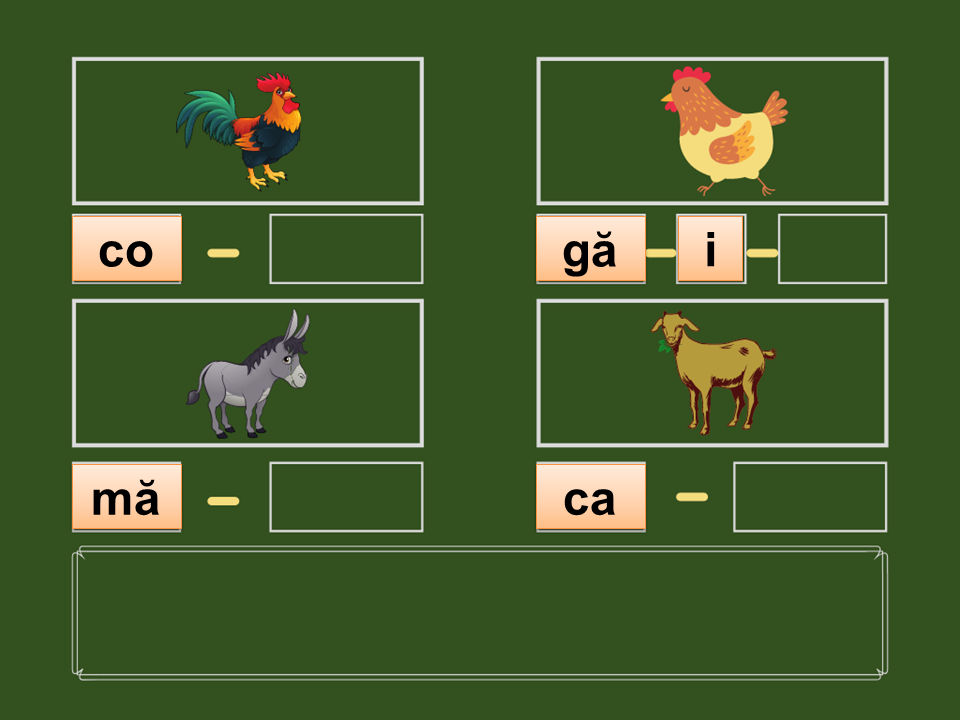 co – gă – i –
mă – ca –